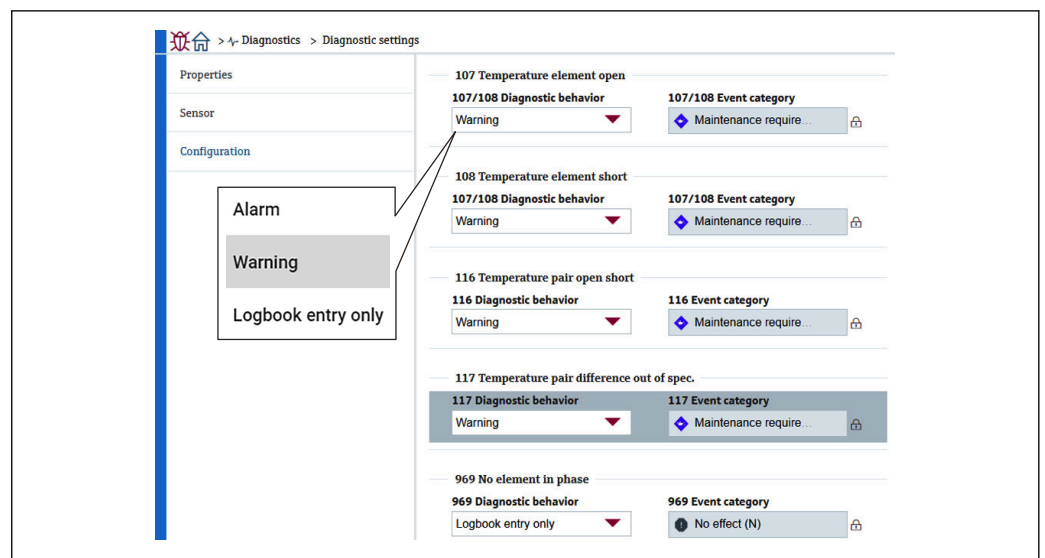 > Diagnostics > Diagnostic settings
Properties
Sensor
Configuration
Alarm
Warning
Logbook entry only
107 Temperature element open
107/108 Diagnostic behavior 107/108 Event category
Warning Maintenance require...
108 Temperature element short
107/108 Diagnostic behavior 107/108 Event category
Warning Maintenance require...
116 Temperature pair open short
116 Diagnostic behavior 116 Event category
Warning Maintenance require...
117 Temperature pair difference out of spec.
117 Diagnostic behavior 117 Event category
Warning Maintenance require...
969 No element in phase
969 Diagnostic behavior 969 Event category
Logbook entry only No effect (N)